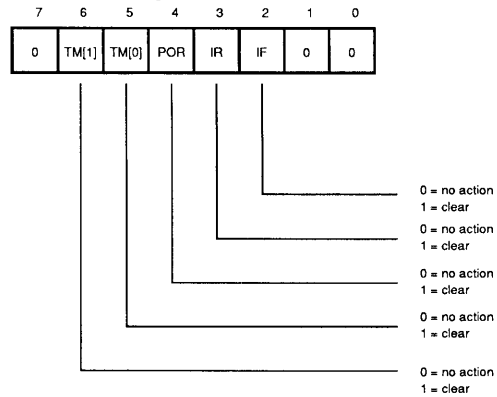 7 6 5 4 3 2 1 0
0 TM[1] TM[0] POR IR IF 0 0
0 = no action
1 = clear
0 = no action
1 = clear
0 = no action
1 = clear
0 = no action
1 = clear
0 = no action
1 = clear